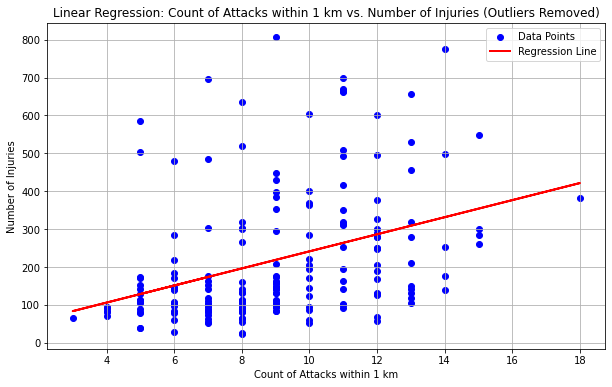 Linear Regression: Count of Attacks within 1 km vs. Number of Injuries (Outliers Removed)
Data Points
Regression Line
Number of Injuries
800
700
600
500
400
300
200
100
0
4 6 8 10 12 14 16 18
Count of Attacks within 1 km